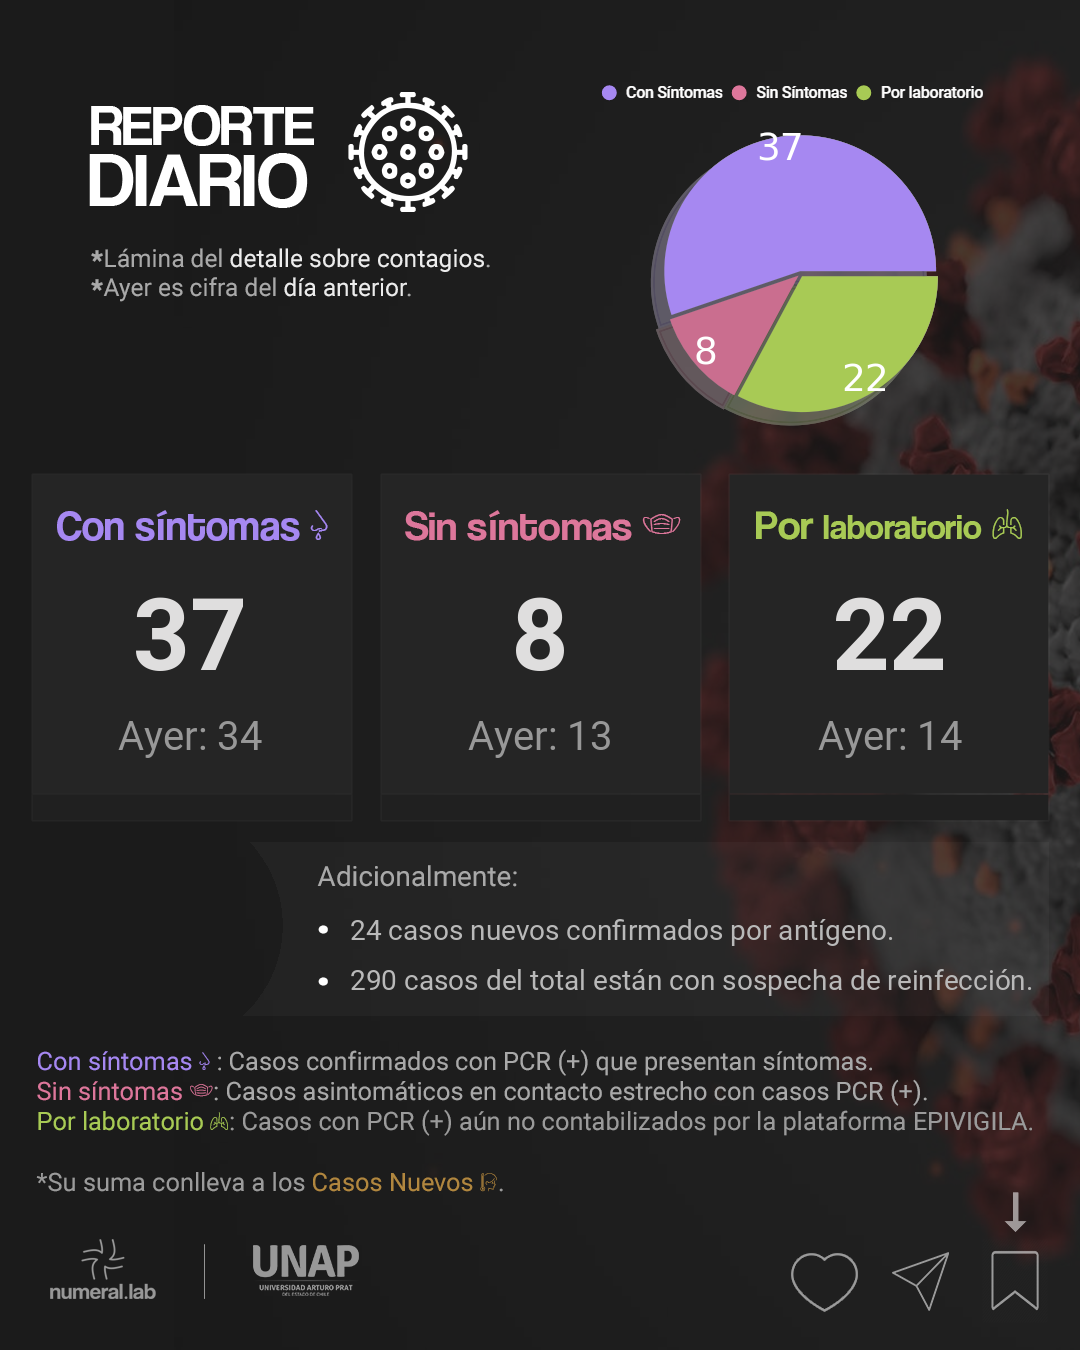 REPORTE
DIARIO
*Lámina del detalle sobre contagios.
*Ayer es cifra del día anterior.
Con Síntomas Sin Síntomas Por laboratorio
37
8
22
Con síntomas
37
Ayer: 34
Sin síntomas
8
Ayer: 13
Por laboratorio
22
Ayer: 14
Adicionalmente:
• 24 casos nuevos confirmados por antígeno.
• 290 casos del total están con sospecha de reinfección.
Con síntomas : Casos confirmados con PCR (+) que presentan síntomas.
Sin síntomas : Casos asintomáticos en contacto estrecho con casos PCR (+).
Por laboratorio : Casos con PCR (+) aún no contabilizados por la plataforma EPIVIGILA.
*Su suma conlleva a los Casos Nuevos .
numeral.lab
UNAP
UNIVERSIDAD ARTURO PRAT
DEL ESTADO DE CHILE